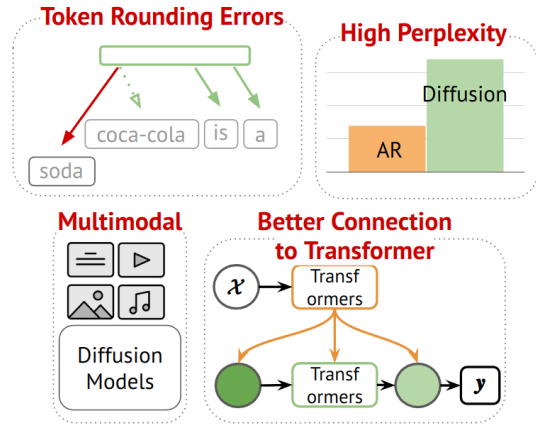 Token Rounding Errors
coca-cola
is
a
soda
High Perplexity
Diffusion
AR
Multimodal
Diffusion
Models
Better Connection
to Transformer
𝒳
Transf
ormers
Transf
ormers
y